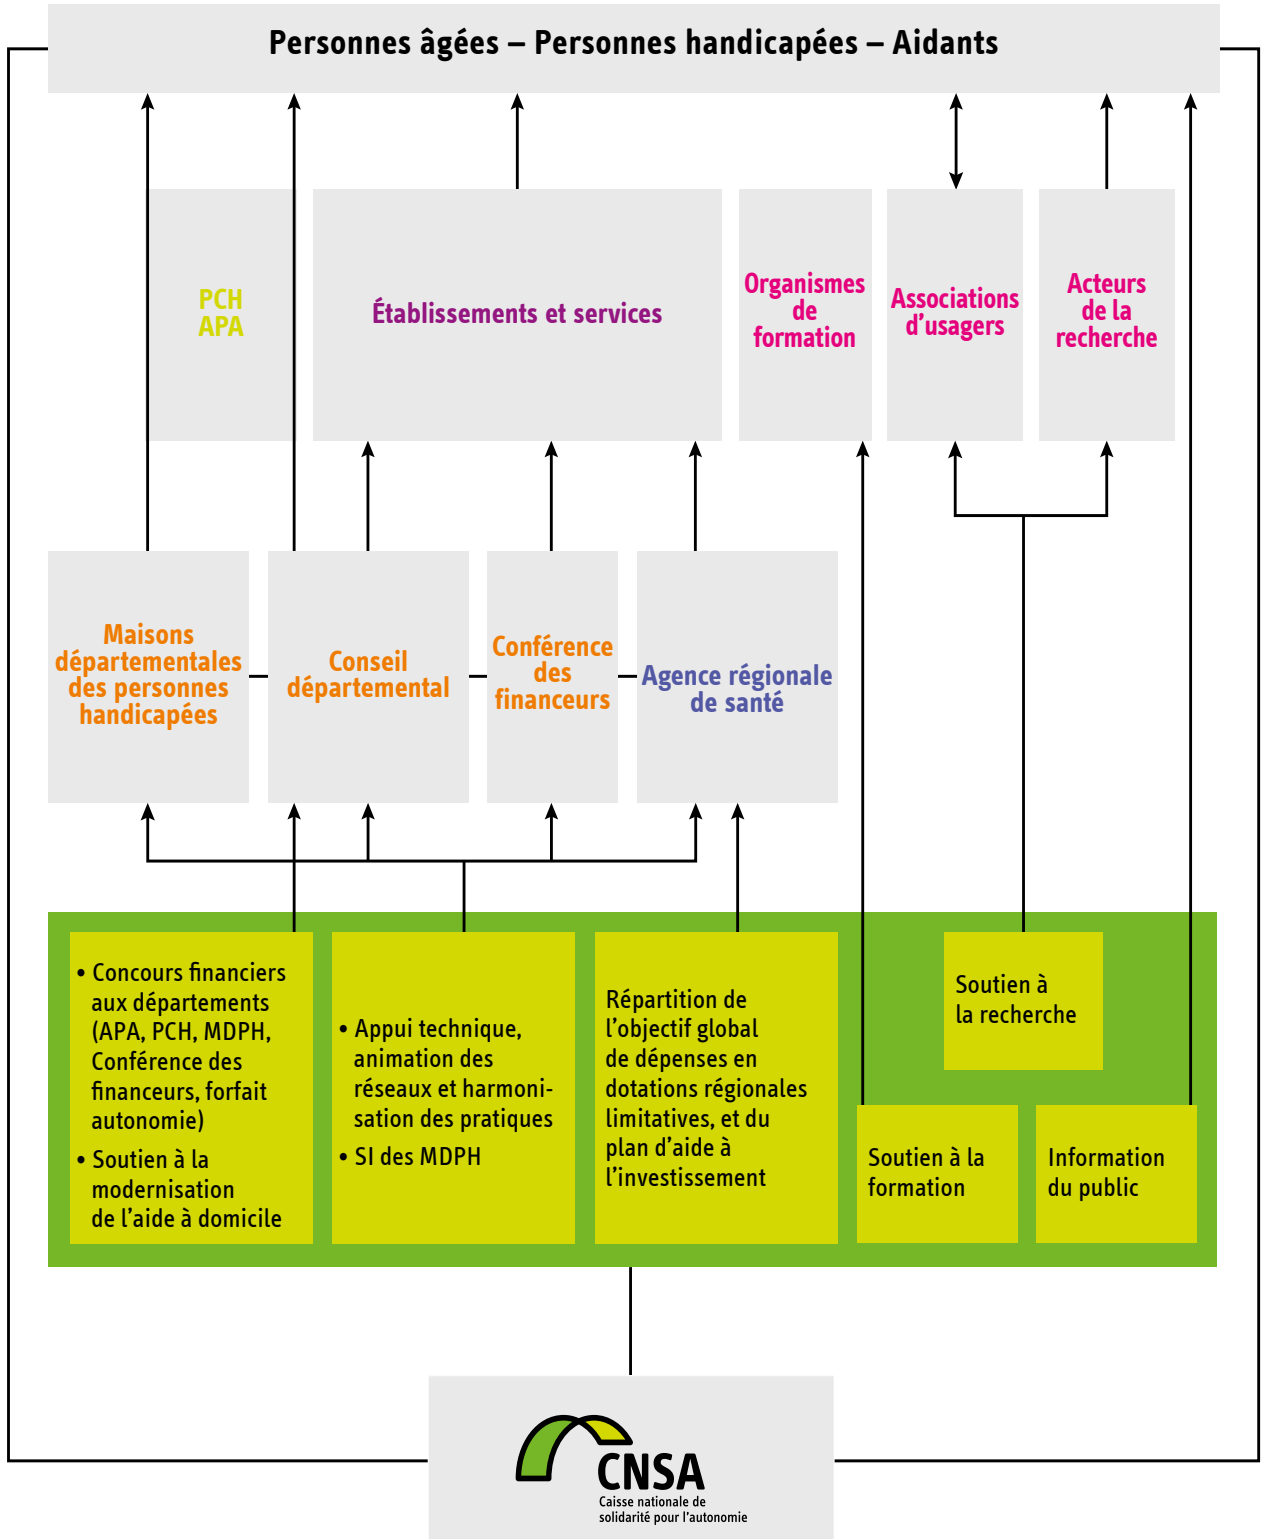 Personnes âgées – Personnes handicapées – Aidants
PCH
APA
Établissements et services
Organismes
de
formation
Associations
d’usagers
Acteurs
de la
recherche
Maisons
départementales
des personnes
handicapées
Conseil
départemental
Conférence
des
financeurs
Agence régionale
de santé
• Concours financiers
aux départements
(APA, PCH, MDPH,
Conférence des
financeurs, forfait
autonomie)
• Soutien à la
modernisation
de l’aide à domicile
• Appui technique,
animation des
réseaux et harmoni-
sation des pratiques
• SI des MDPH
Répartition de
l’objectif global
de dépenses en
dotations régionales
limitatives, et du
plan d’aide à
l’investissement
Soutien à
la recherche
Soutien à la
formation
Information
du public
CNSA
Caisse nationale de
solidarité pour l’autonomie